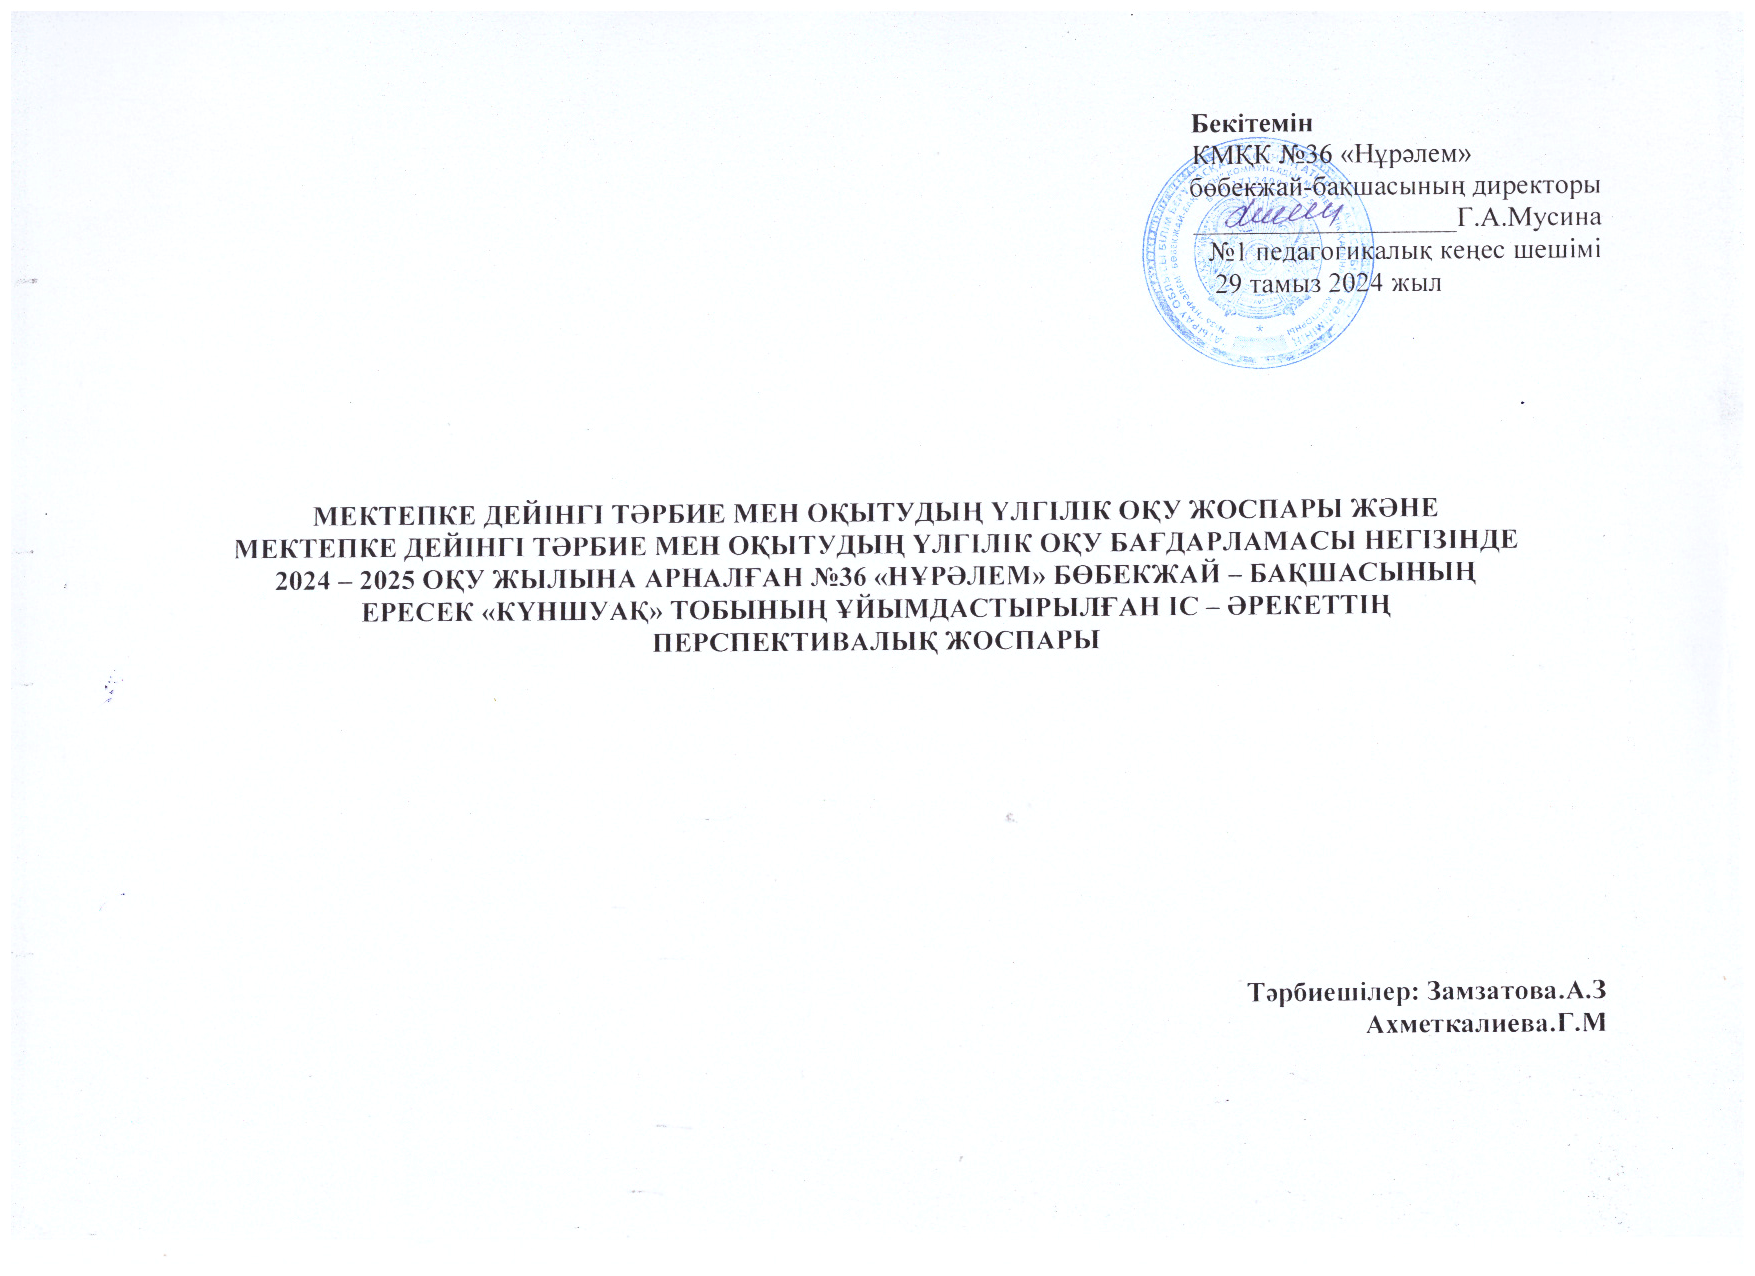 Бекітемін
КМҚК №36 «Нұрәлем»
бөбекжай-бақшасының директоры
Г.А.Мусина
№1 педагогикалық кеңес шешімі
29 тамыз 2024 жыл
МЕКТЕПКЕ ДЕЙІНГІ ТӘРБИЕ МЕН ОҚЫТУДЫҢ ҮЛГІЛІК ОҚУ ЖОСПАРЫ ЖӘНЕ
МЕКТЕПКЕ ДЕЙІНГІ ТӘРБИЕ МЕН ОҚЫТУДЫҢ ҮЛГІЛІК ОҚУ БАҒДАРЛАМАСЫ НЕГІЗІНДЕ
2024 – 2025 ОҚУ ЖЫЛЫНА АРНАЛҒАН №36 «НҰРӘЛЕМ» БӨБЕКЖАЙ – БАҚШАСЫНЫҢ
ЕРЕСЕК «КҮНШУАҚ» ТОБЫНЫҢ ҰЙЫМДАСТЫРЫЛҒАН ІС – ӘРЕКЕТТІҢ
ПЕРСПЕКТИВАЛЫҚ ЖОСПАРЫ
Тәрбиешілер: Замзатова.А.З
Ахметкалиева.Г.М